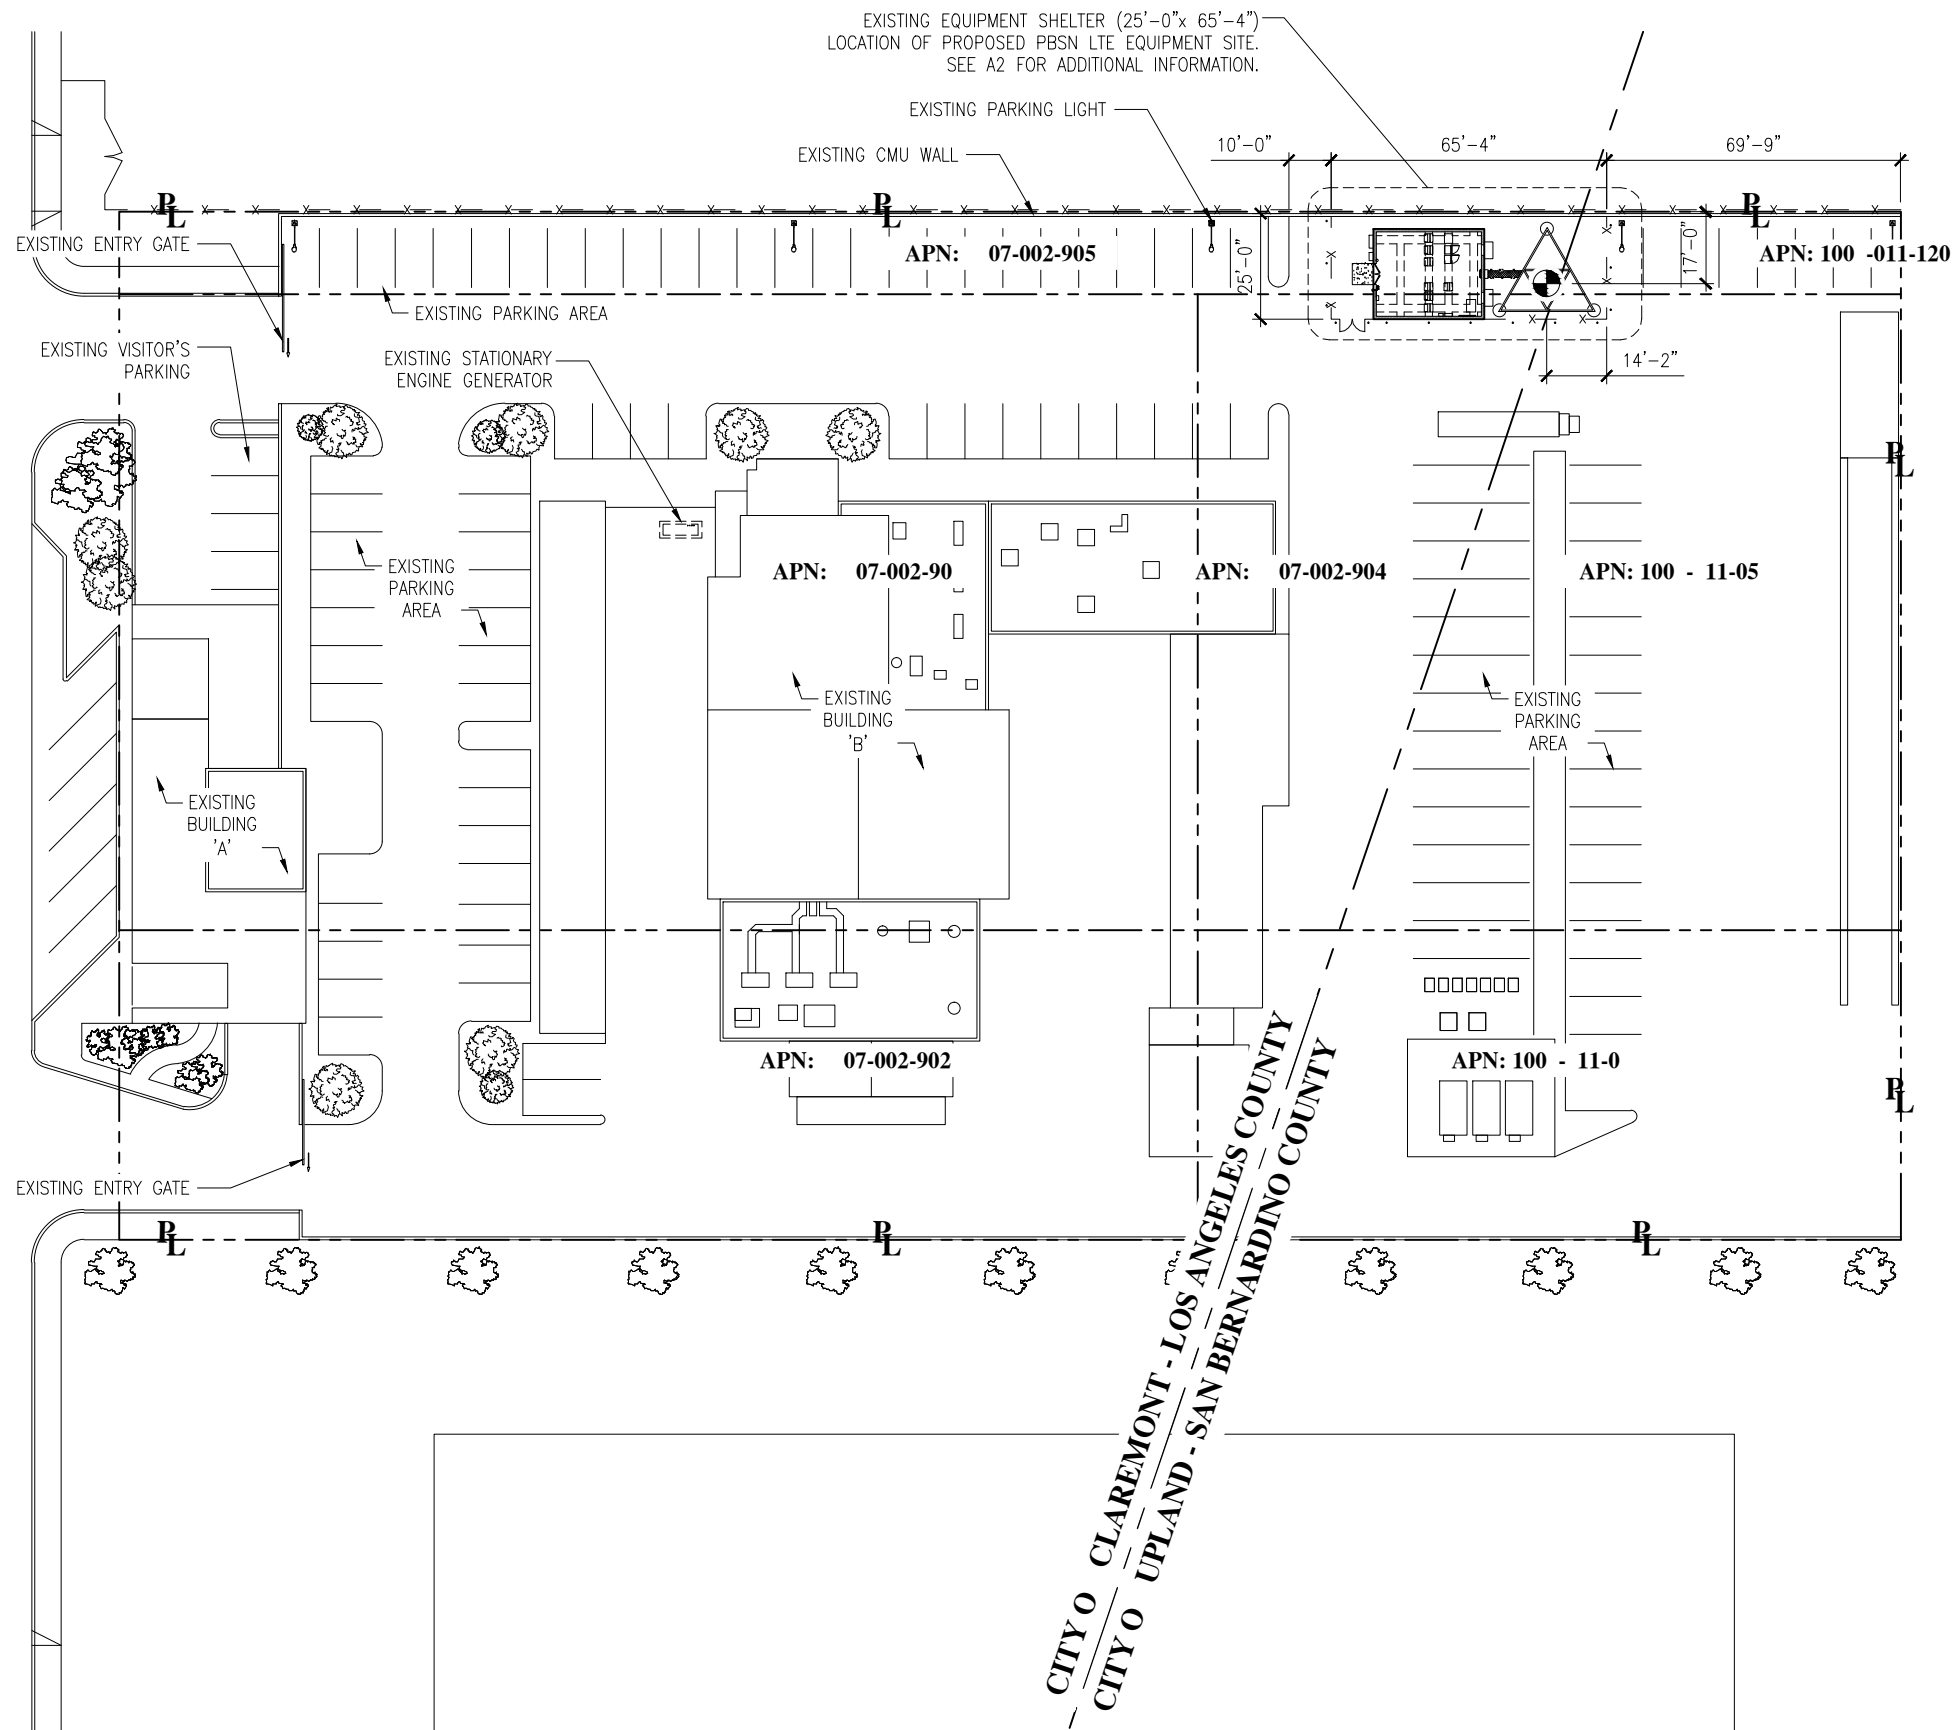 EXISTING EQUIPMENT SHELTER (25'-0"x 65'-4")
LOCATION OF PROPOSED PBSN LTE EQUIPMENT SITE.
SEE A2 FOR ADDITIONAL INFORMATION.
EXISTING PARKING LIGHT
EXISTING CMU WALL
10'-0"
65'-4"
69'-9"
PL
PL
PL
EXISTING ENTRY GATE
APN: 07-002-905
25'-0"
17'-0"
APN: 100 -011-120
EXISTING PARKING AREA
EXISTING VISITOR'S
PARKING
EXISTING STATIONARY
ENGINE GENERATOR
14'-2"
PL
EXISTING
PARKING
AREA
APN: 07-002-90
APN: 07-002-904
APN: 100 - 11-05
EXISTING
BUILDING
'B'
EXISTING
PARKING
AREA
EXISTING
BUILDING
'A'
APN: 07-002-902
APN: 100 - 11-0
PL
EXISTING ENTRY GATE
PL
PL
PL
CITY O CLAREMONT - LOS ANGELES COUNTY
CITY O UPLAND - SAN BERNARDINO COUNTY